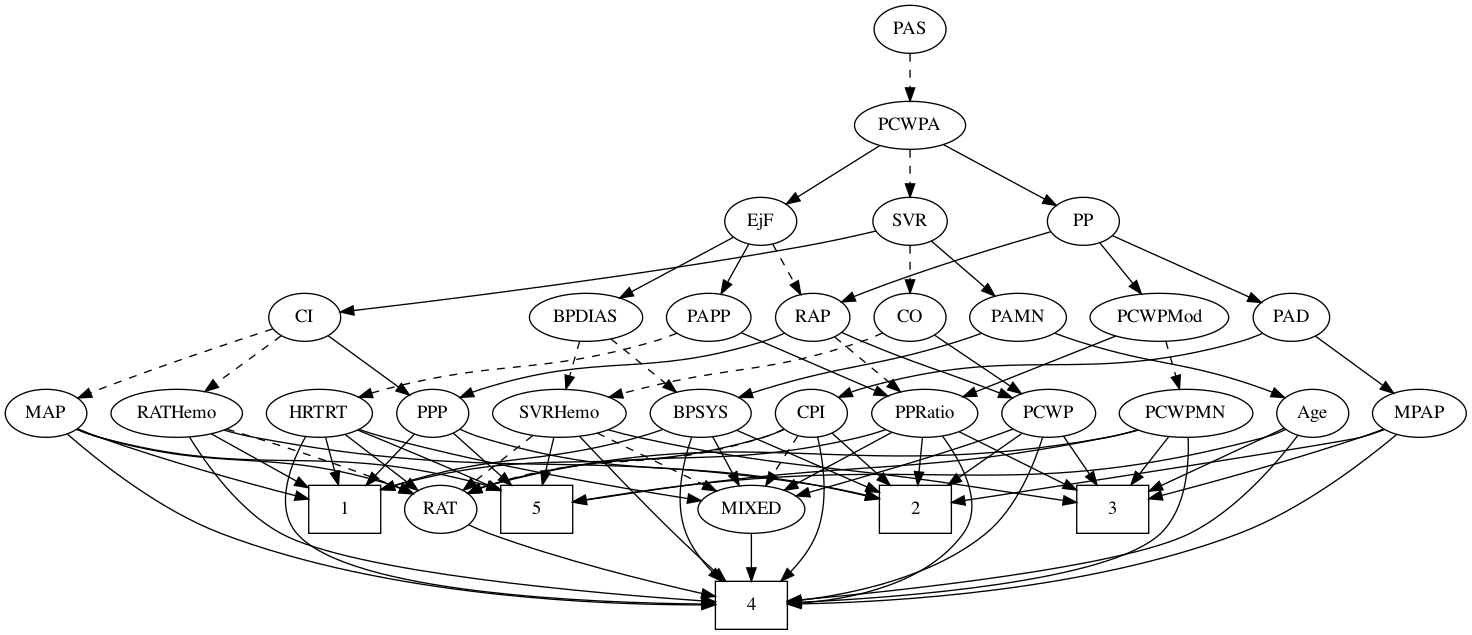 PAS
PCWPA
EjF SVR PP
CI BPDIAS PAPP RAP CO PAMN PCWPMod PAD
MAP RATHemo HRTRT PPP SVRHemo BPSYS CPI PPRatio PCWP PCWPMN Age MPAP
1 RAT 5 MIXED 2 3
4